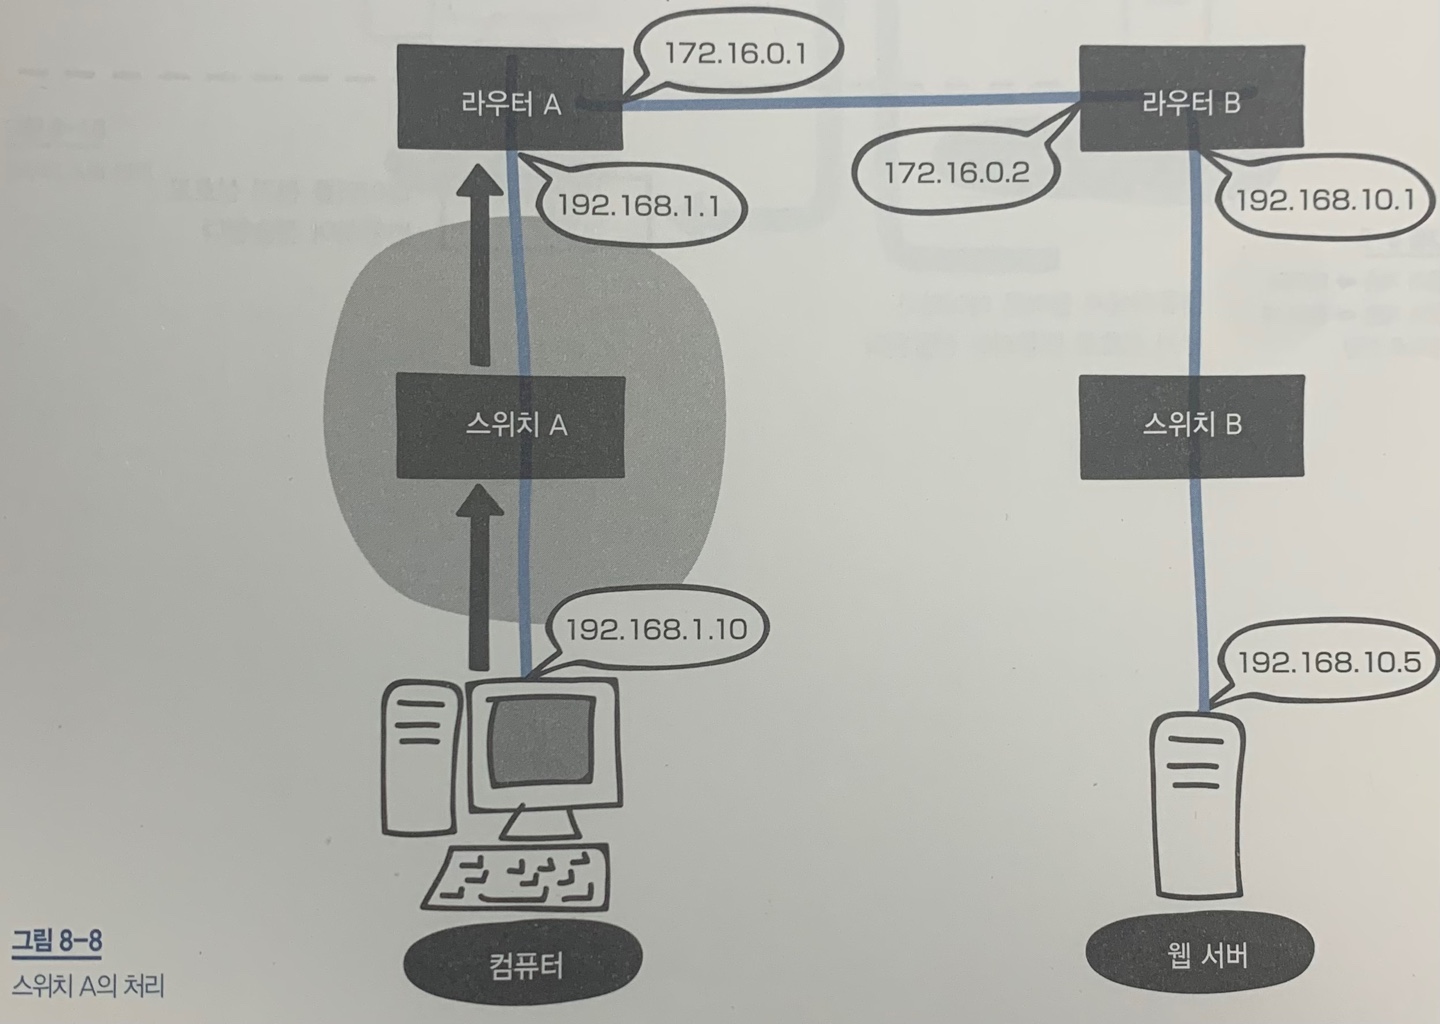 172.16.0.1
라우터 A
라우터 B
172.16.0.2
192.168.1.1
192.168.10.1
스위치 A
스위치 B
192.168.1.10
192.168.10.5
그림 8-8
스위치 A의 처리
컴퓨터
웹 서버